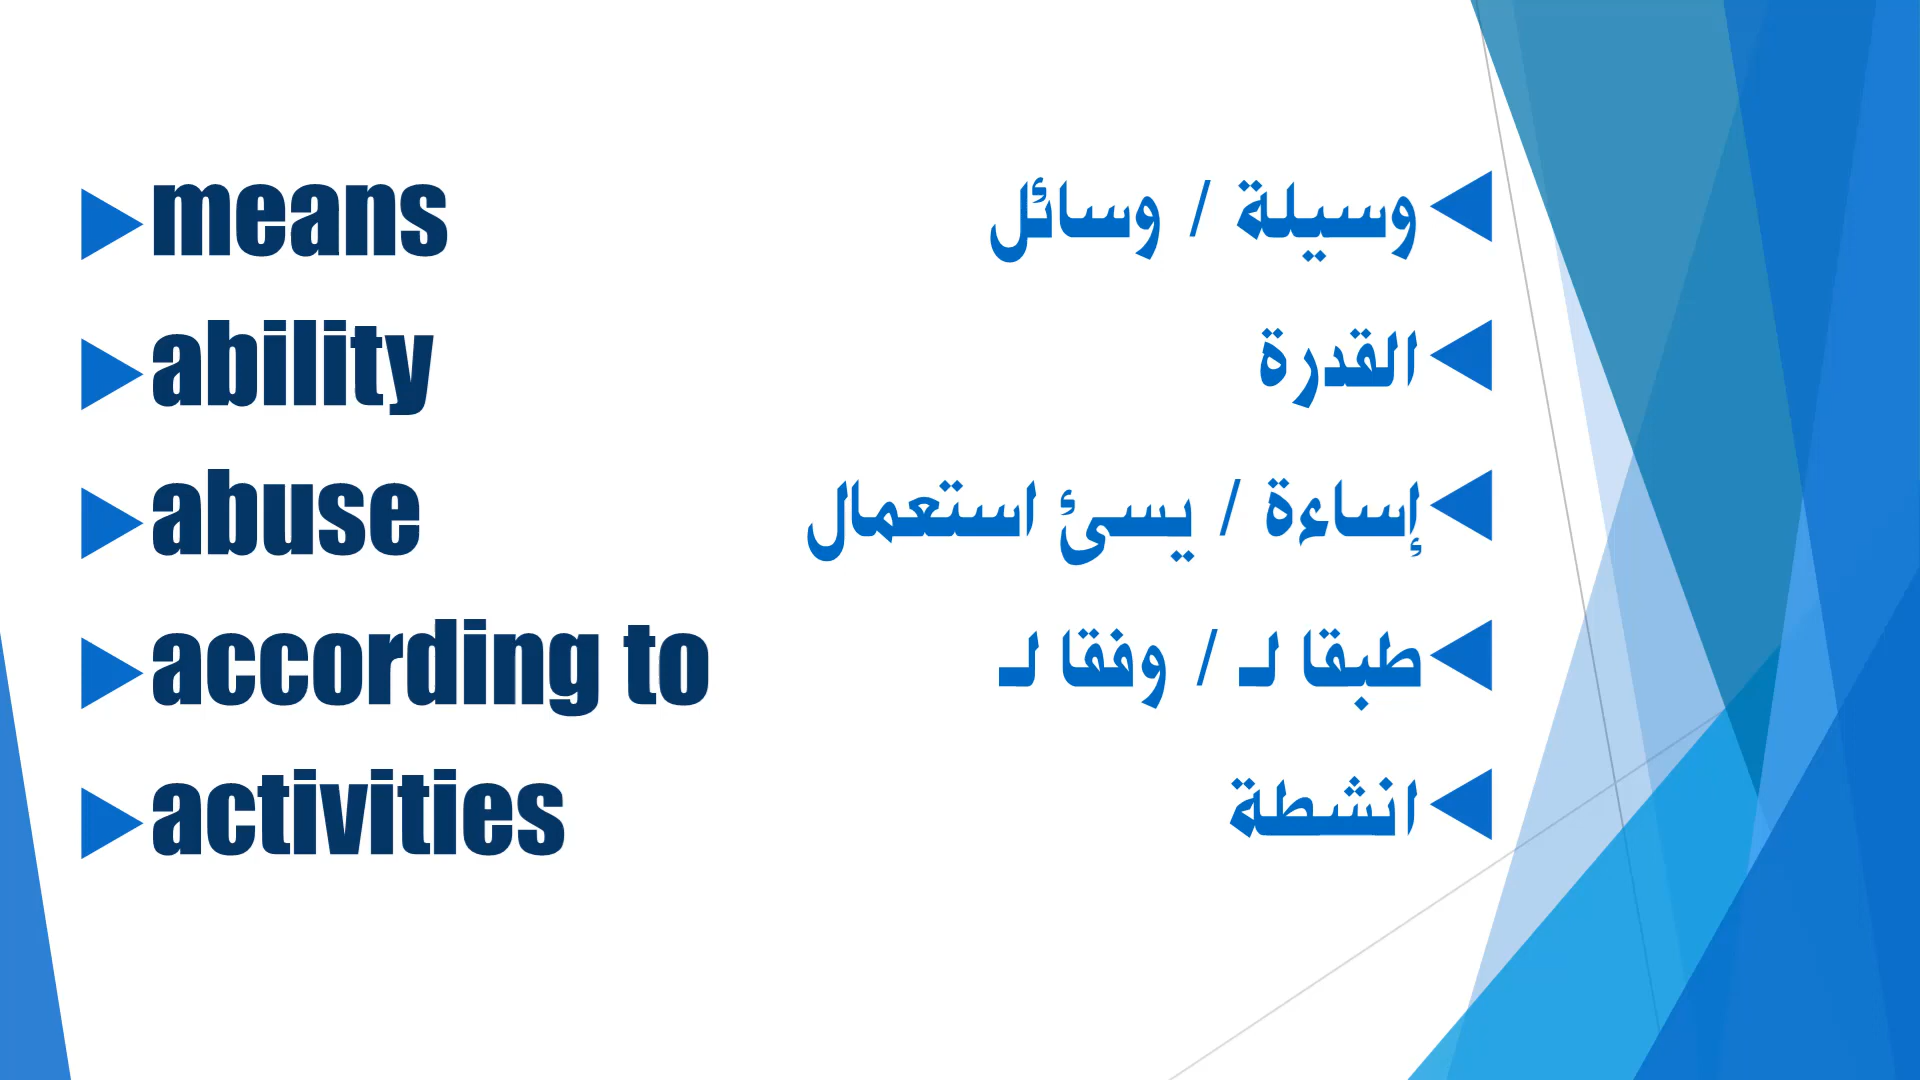 means
وسيلة / وسائل
ability
القدرة
abuse
إساءة / يسئ استعمال
according to
طبقا لـ / وفقا لـ
activities
انشطة